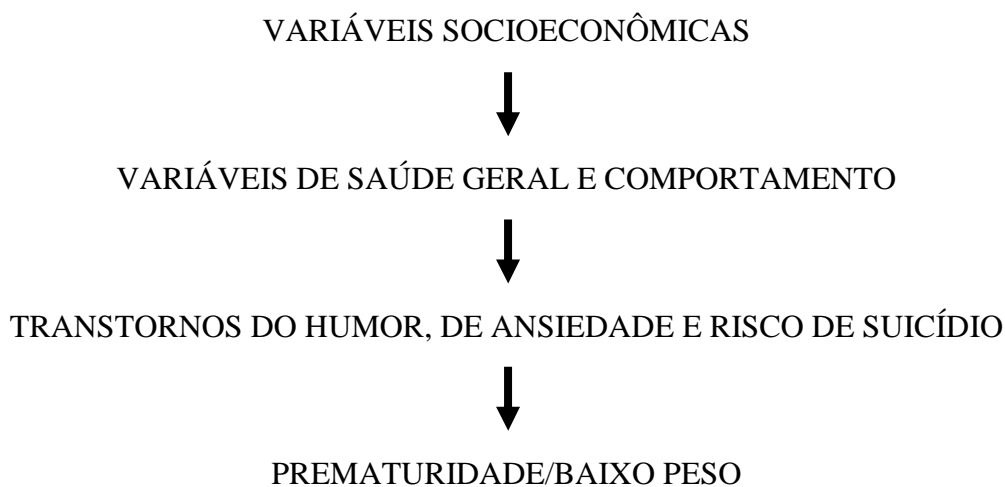 VARIÁVEIS SOCIOECONÔMICAS
VARIÁVEIS DE SAÚDE GERAL E COMPORTAMENTO
TRANSTORNOS DO HUMOR, DE ANSIEDADE E RISCO DE SUICÍDIO
PREMATURIDADE/BAIXO PESO